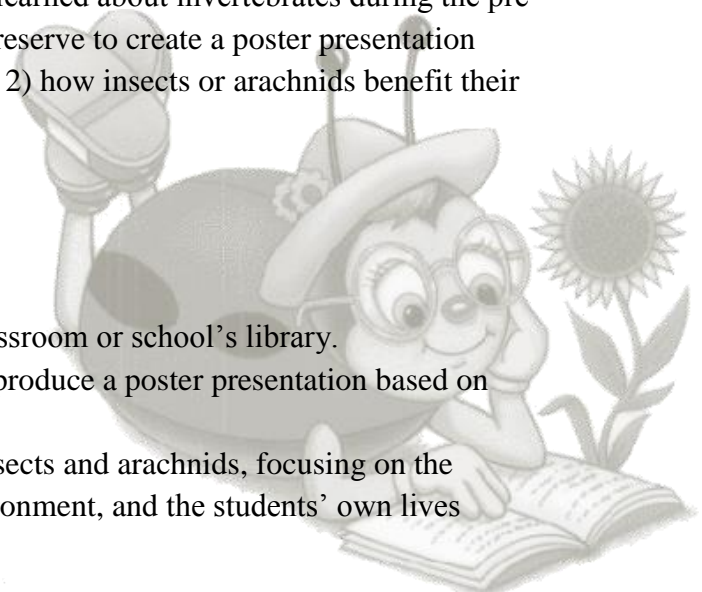 learned about invertebrates during the pre
reserve to create a poster presentation
2) how insects or arachnids benefit their
ssroom or school’s library.
produce a poster presentation based on
sects and arachnids, focusing on the
onment, and the students’ own lives